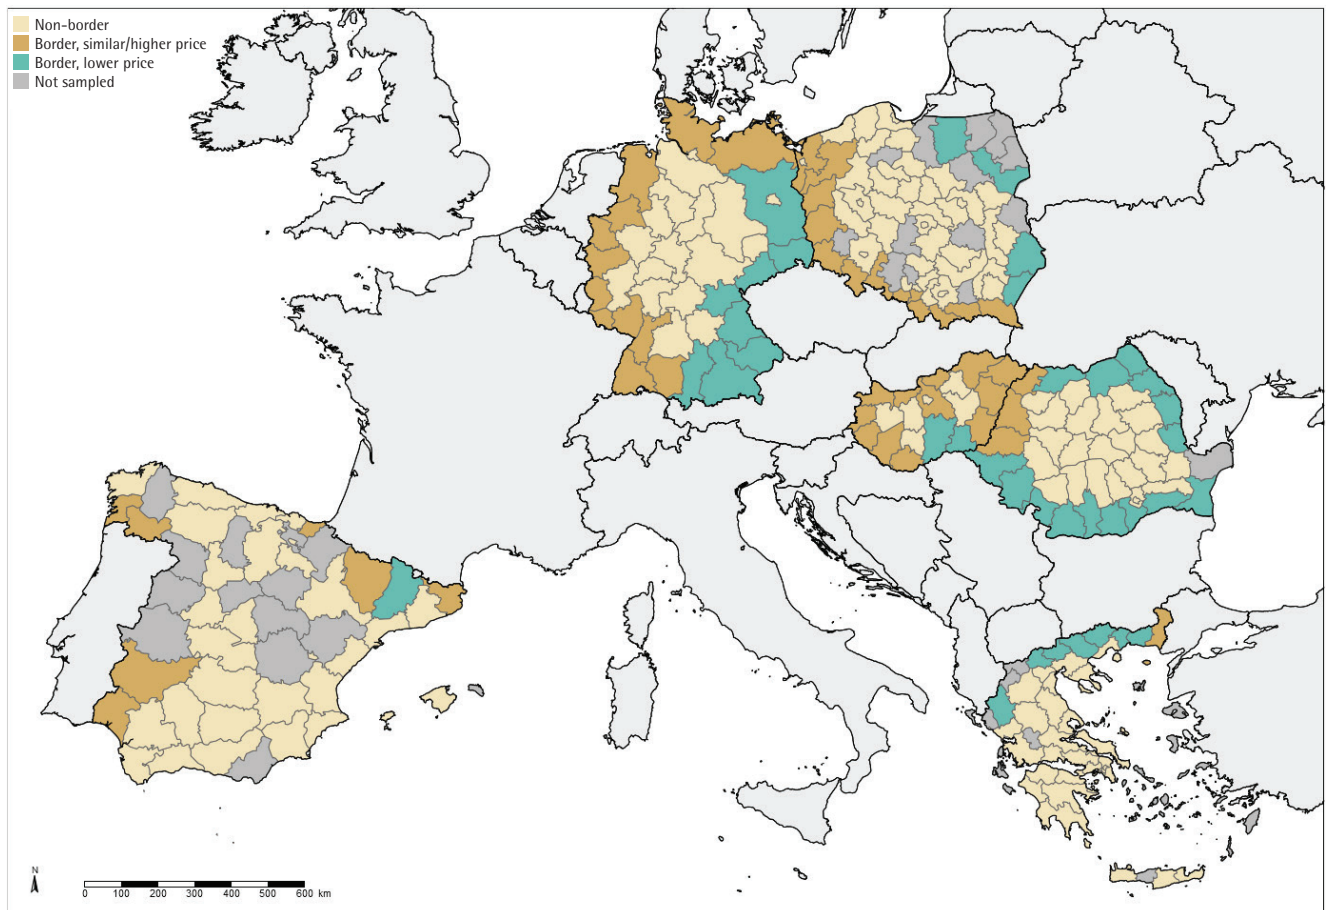 Non-border
Border, similar/higher price
Border, lower price
Not sampled
N
0 100 200 300 400 500 600 km